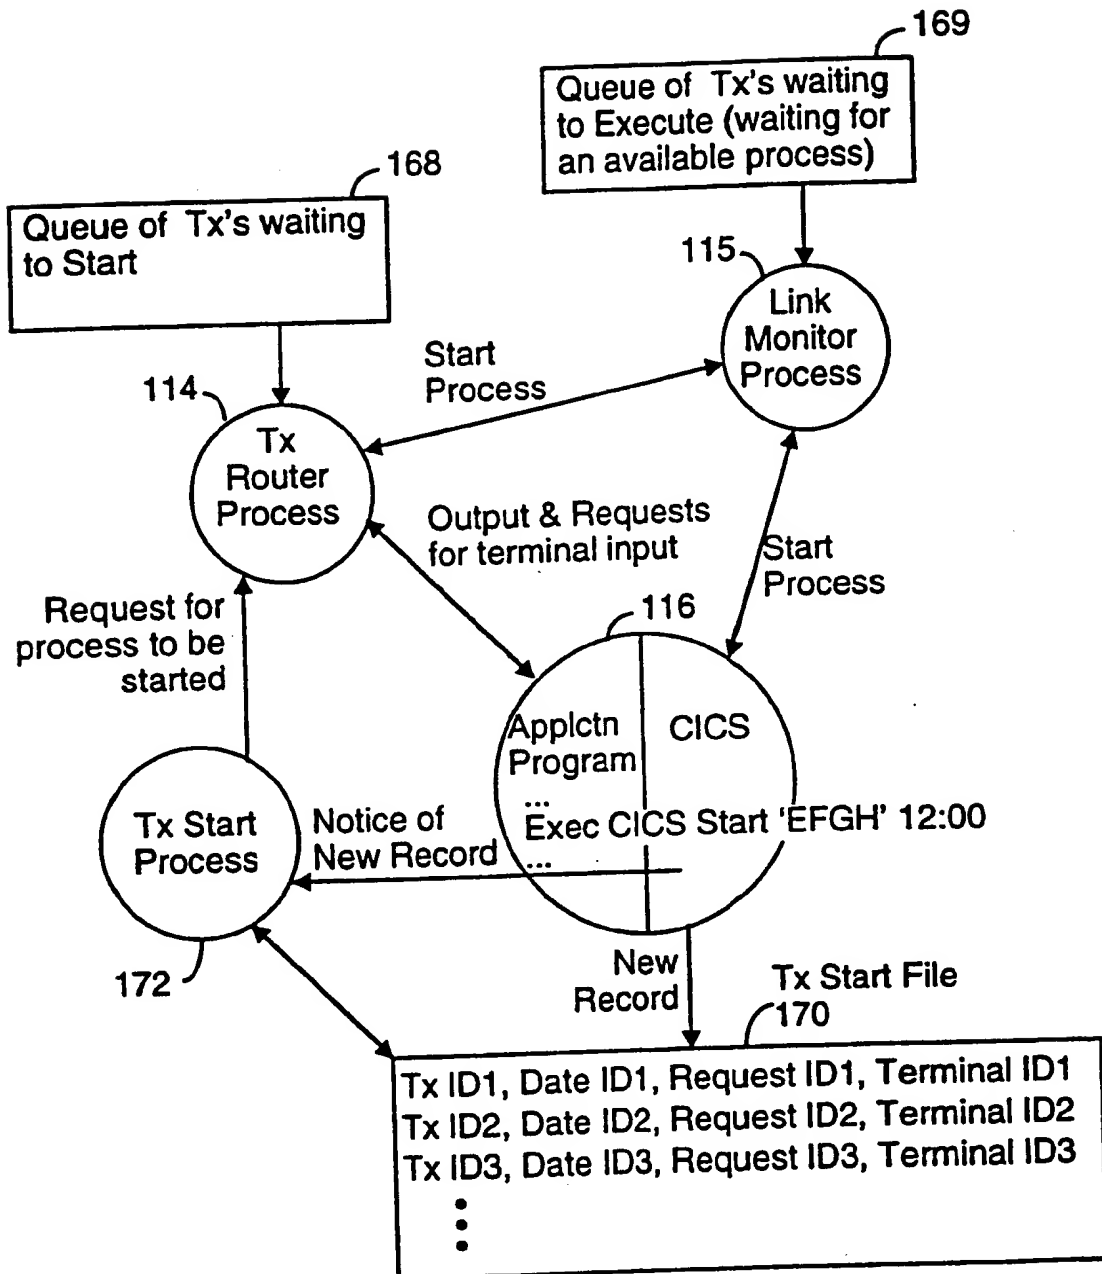 169
Queue of Tx's waiting
to Execute (waiting for
an available process)
168
Queue of Tx's waiting
to Start
115
Link
Monitor
Process
Start
Process
114
Tx
Router
Process
Output & Requests
for terminal input
Start
Process
Request for
process to be
started
116
Applctn
Program
CICS
...
Exec CICS Start 'EFGH' 12:00
...
Tx Start
Process
Notice of
New Record
172
New
Record
Tx Start File
170
Tx ID1, Date ID1, Request ID1, Terminal ID1
Tx ID2, Date ID2, Request ID2, Terminal ID2
Tx ID3, Date ID3, Request ID3, Terminal ID3